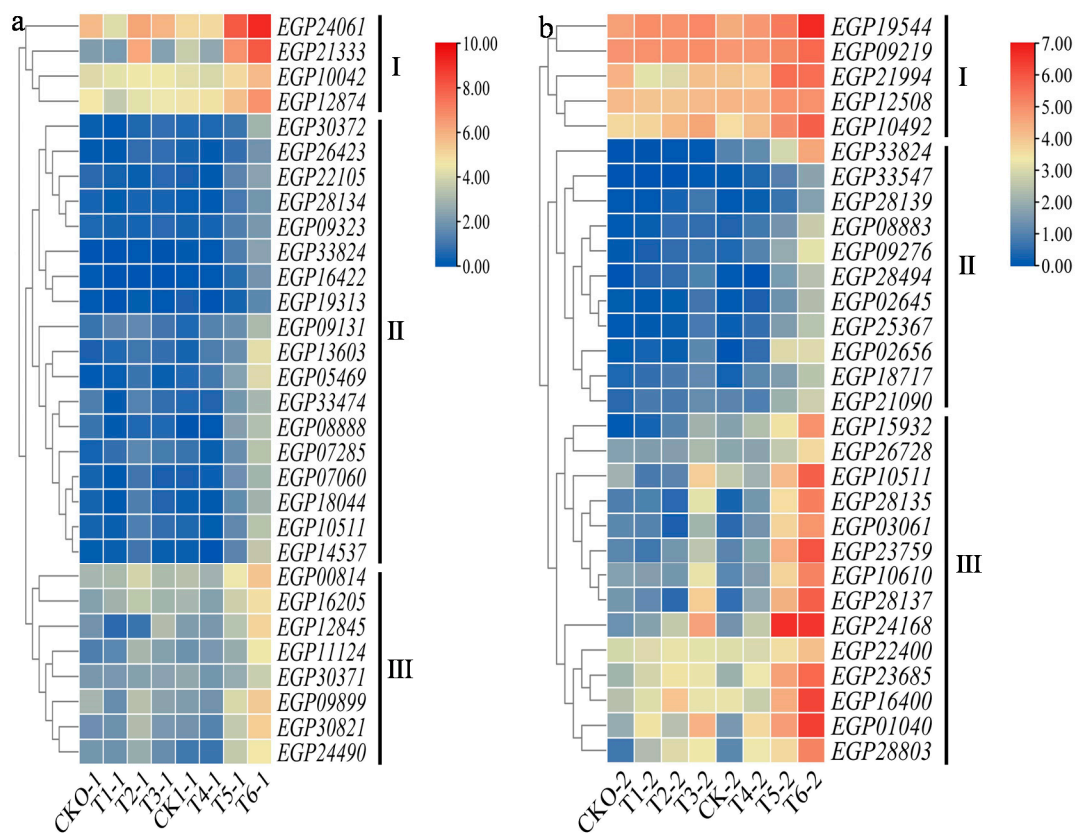 a
EGP24061
EGP21333
EGP10042
EGP12874
EGP30372
EGP26423
EGP22105
EGP28134
EGP09323
EGP33824
EGP16422
EGP19313
EGP09131
EGP13603
EGP05469
EGP33474
EGP08888
EGP07285
EGP07060
EGP18044
EGP10511
EGP14537
EGP00814
EGP16205
EGP12845
EGP11124
EGP30371
EGP09899
EGP30821
EGP24490
I
II
III
10.00
8.00
6.00
4.00
2.00
0.00
CKO-1
T1-1
T2-1
T3-1
CK1-1
T4-1
T5-1
T6-1
b
EGP19544
EGP09219
EGP21994
EGP12508
EGP10492
EGP33824
EGP33547
EGP28139
EGP08883
EGP09276
EGP28494
EGP02645
EGP25367
EGP02656
EGP18717
EGP21090
EGP15932
EGP26728
EGP10511
EGP28135
EGP03061
EGP23759
EGP10610
EGP28137
EGP24168
EGP22400
EGP23685
EGP16400
EGP01040
EGP28803
I
II
III
7.00
6.00
5.00
4.00
3.00
2.00
1.00
0.00
CKO-2
T1-2
T2-2
T3-2
CK-2
T4-2
T5-2
T6-2